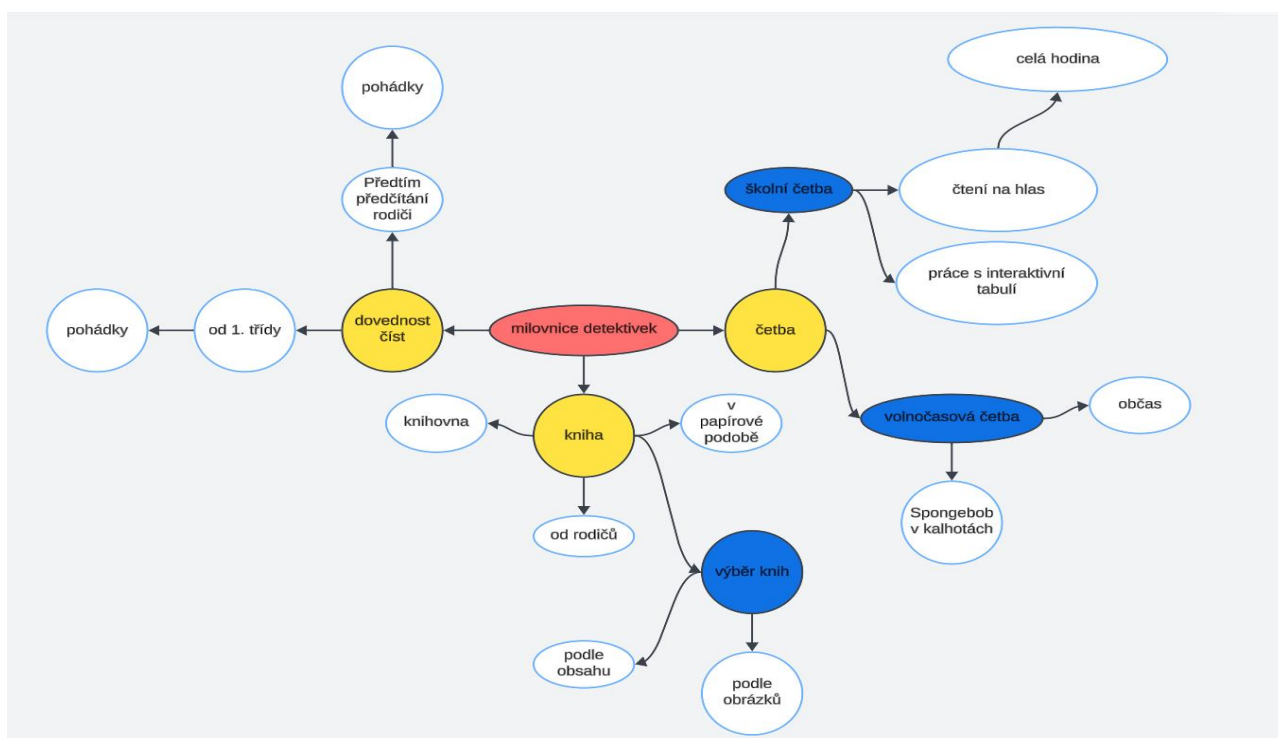 celá hodina
pohádky
Předtím
předčítání
rodiči
školní četba
čtení na hlas
práce s interaktivní
tabulí
pohádky
od 1. třídy
dovednost
číst
milovnice detektivek
četba
knihovna
kniha
v
papírové
podobě
volnočasová četba
občas
Spongebob
v kalhotách
od rodičů
výběr knih
podle
obsahu
podle
obrázků